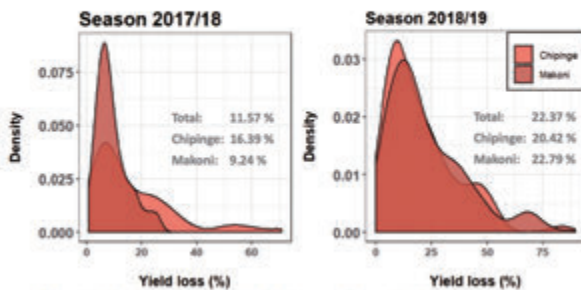 Season 2017/18
Density
0.075
0.050
0.025
0.000
Total: 11.57 %
Chipinge: 16.39 %
Makoni: 9.24 %
0
20
40
60
Yield loss (%)
Season 2018/19
Chipinge
Makoni
Density
0.03
0.02
0.01
0.00
Total: 22.37 %
Chipinge: 20.42 %
Makoni: 22.79 %
0
25
50
75
Yield loss (%)